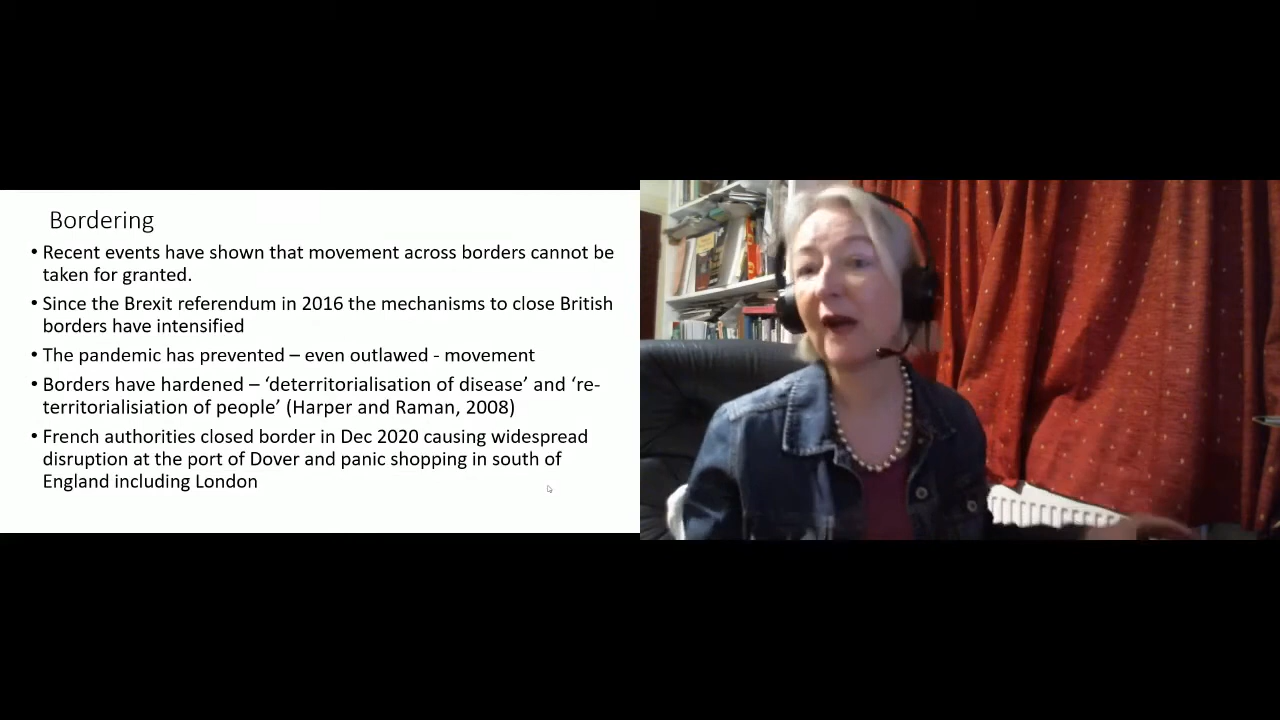 Bordering
• Recent events have shown that movement across borders cannot be
taken for granted.
• Since the Brexit referendum in 2016 the mechanisms to close British
borders have intensified
• The pandemic has prevented – even outlawed - movement
• Borders have hardened – ‘deterritorialisation of disease’ and ‘re-
territorialisiation of people’ (Harper and Raman, 2008)
• French authorities closed border in Dec 2020 causing widespread
disruption at the port of Dover and panic shopping in south of
England including London